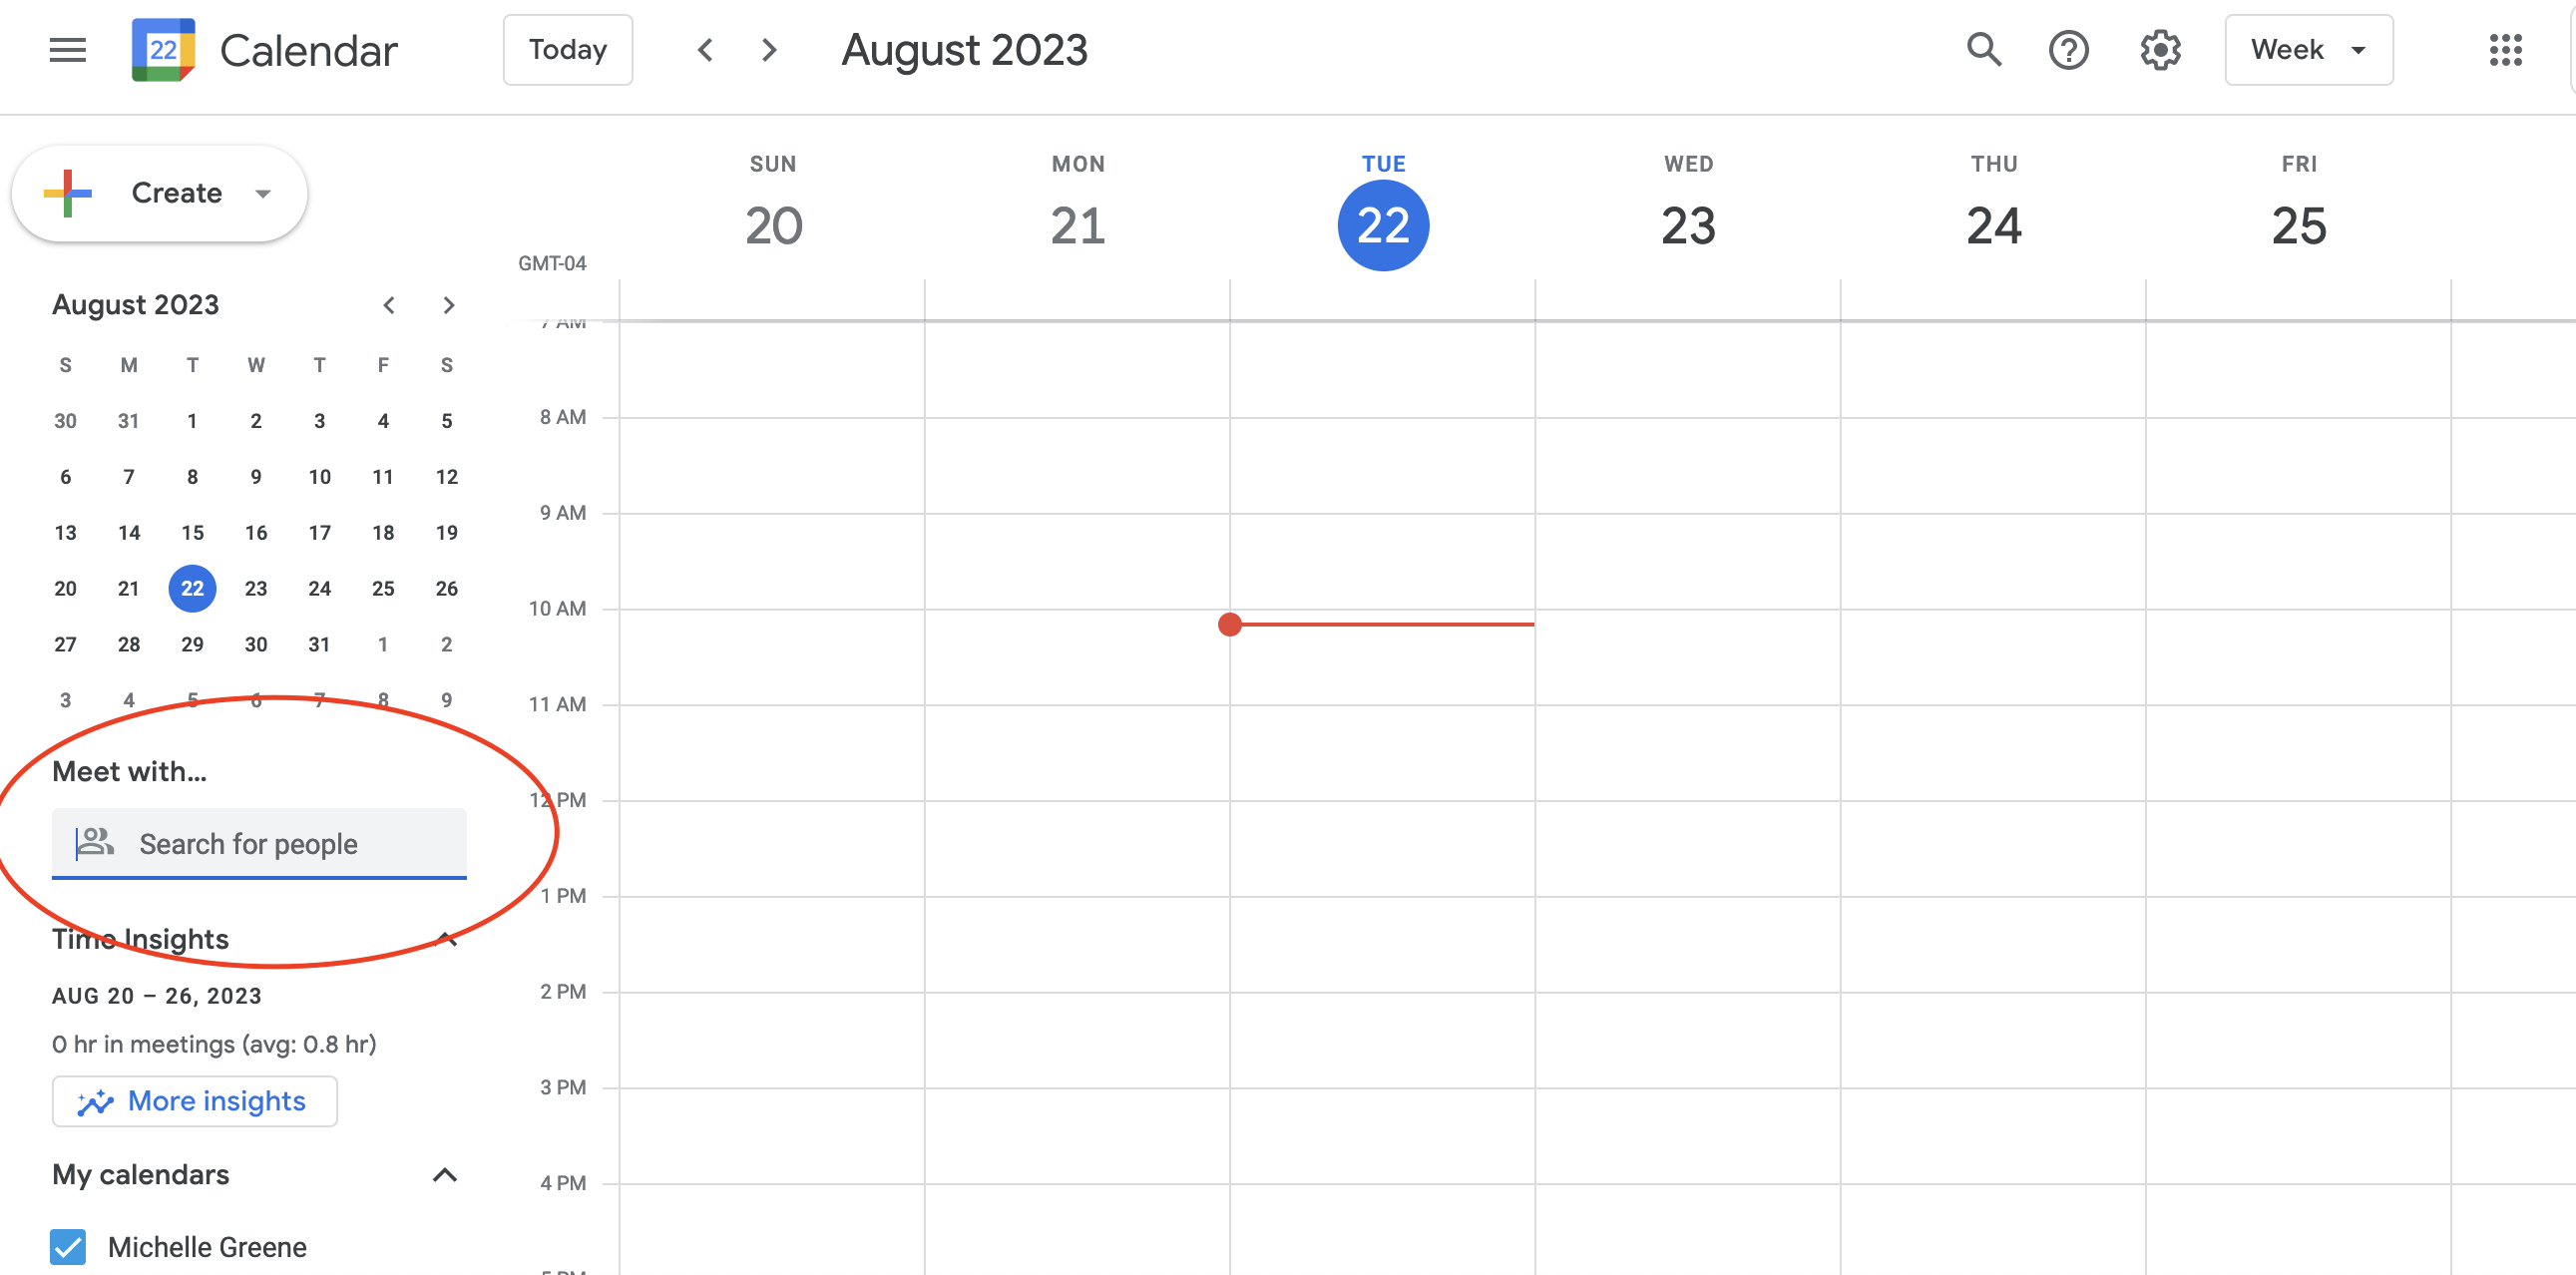 22 Calendar Today August 2023 Week
Create
SUN MON TUE WED THU FRI
20 21 22 23 24 25
GMT-04
August 2023
S M T W T F S
30 31 1 2 3 4 5
6 7 8 9 10 11 12
13 14 15 16 17 18 19
20 21 22 23 24 25 26
27 28 29 30 31 1 2
3 4 5 6 7 8 9
Meet with...
Search for people
Time Insights
AUG 20 – 26, 2023
0 hr in meetings (avg: 0.8 hr)
More insights
My calendars
Michelle Greene
7 AM
8 AM
9 AM
10 AM
11 AM
12 PM
1 PM
2 PM
3 PM
4 PM
5 PM